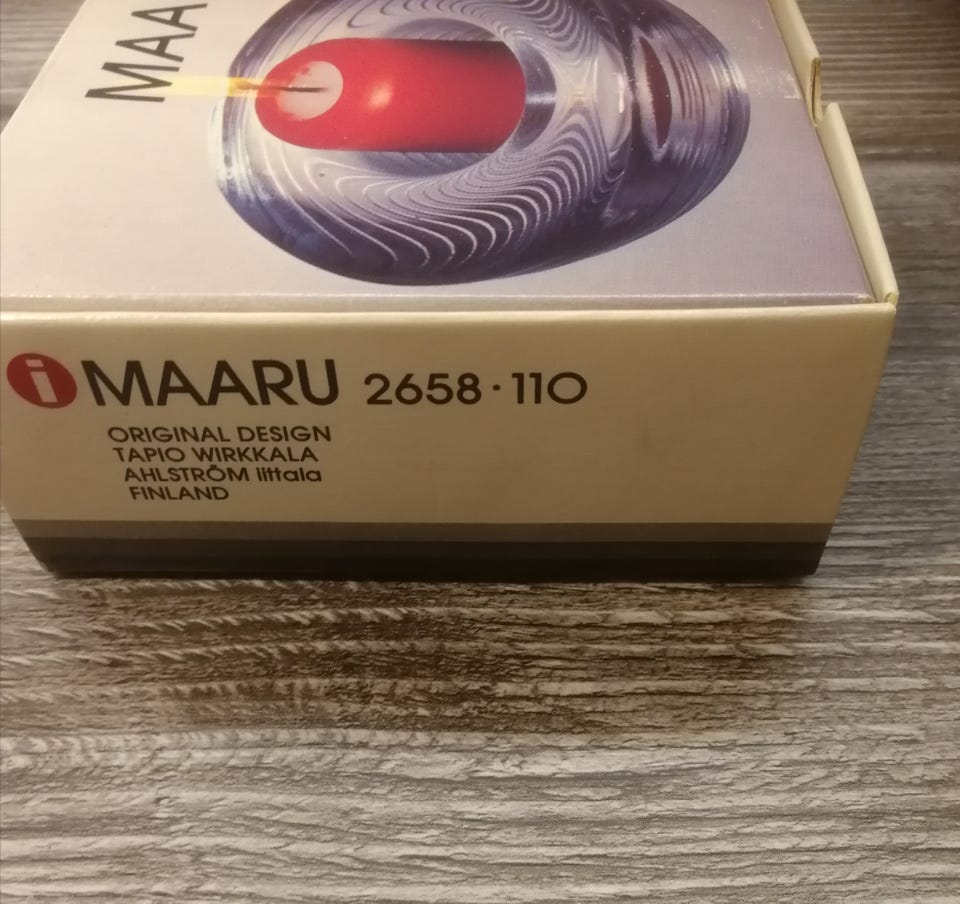 MAA
i MAARU 2658·110
ORIGINAL DESIGN
TAPIO WIRKKALA
AHLSTRÖM iittala
FINLAND